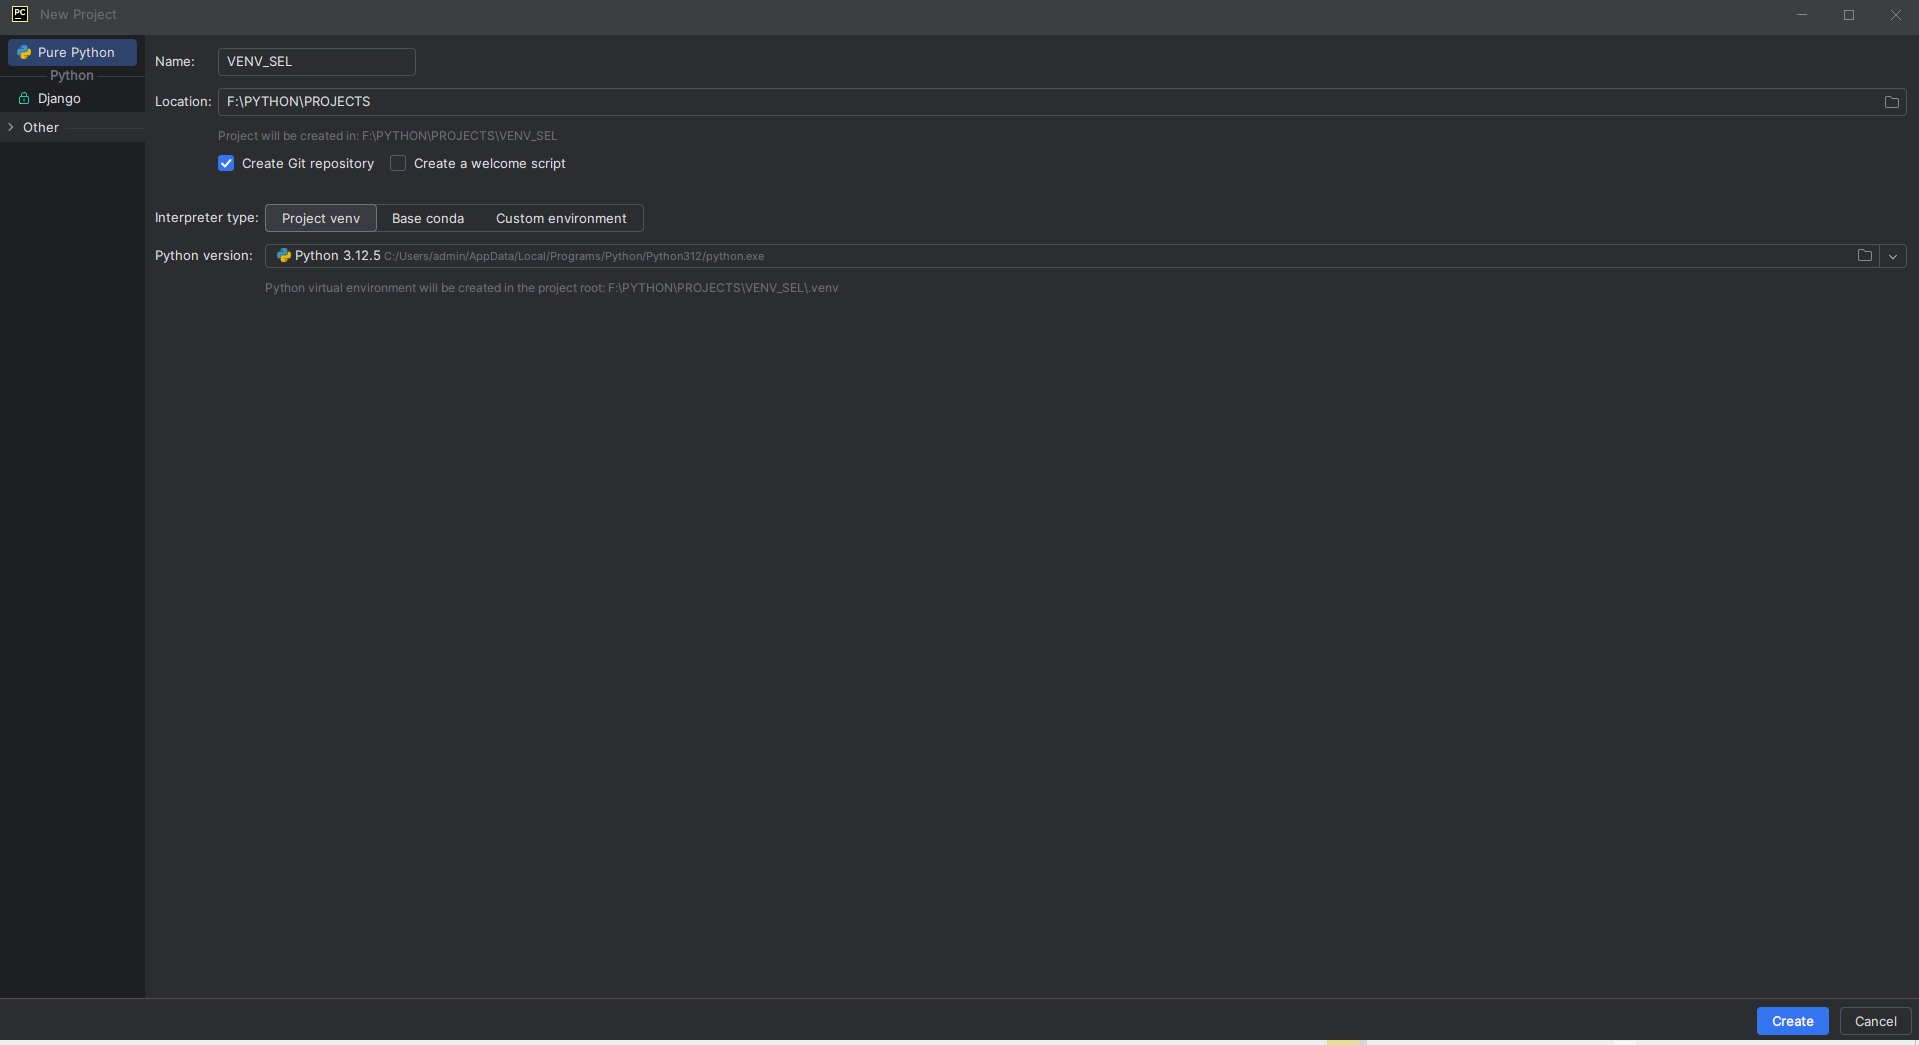 PC New Project
Pure Python
Python
Django
Other
Name: VENV_SEL
Location: F:\PYTHON\PROJECTS
Project will be created in: F:\PYTHON\PROJECTS\VENV_SEL
Create Git repository Create a welcome script
Interpreter type: Project venv Base conda Custom environment
Python version: Python 3.12.5 C:/Users/admin/AppData/Local/Programs/Python/Python312/python.exe
Python virtual environment will be created in the project root: F:\PYTHON\PROJECTS\VENV_SEL\.venv
Create Cancel